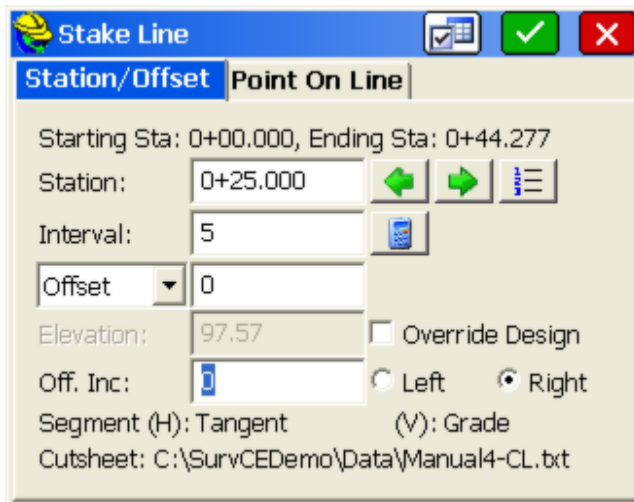 Stake Line
Station/Offset Point On Line
Starting Sta: 0+00.000, Ending Sta: 0+44.277
Station: 0+25.000
Interval: 5
Offset 0
Elevation: 97.57 Override Design
Off. Inc: 0 Left Right
Segment (H): Tangent (V): Grade
Cutsheet: C:\SurvCEDemo\Data\Manual4-CL.txt